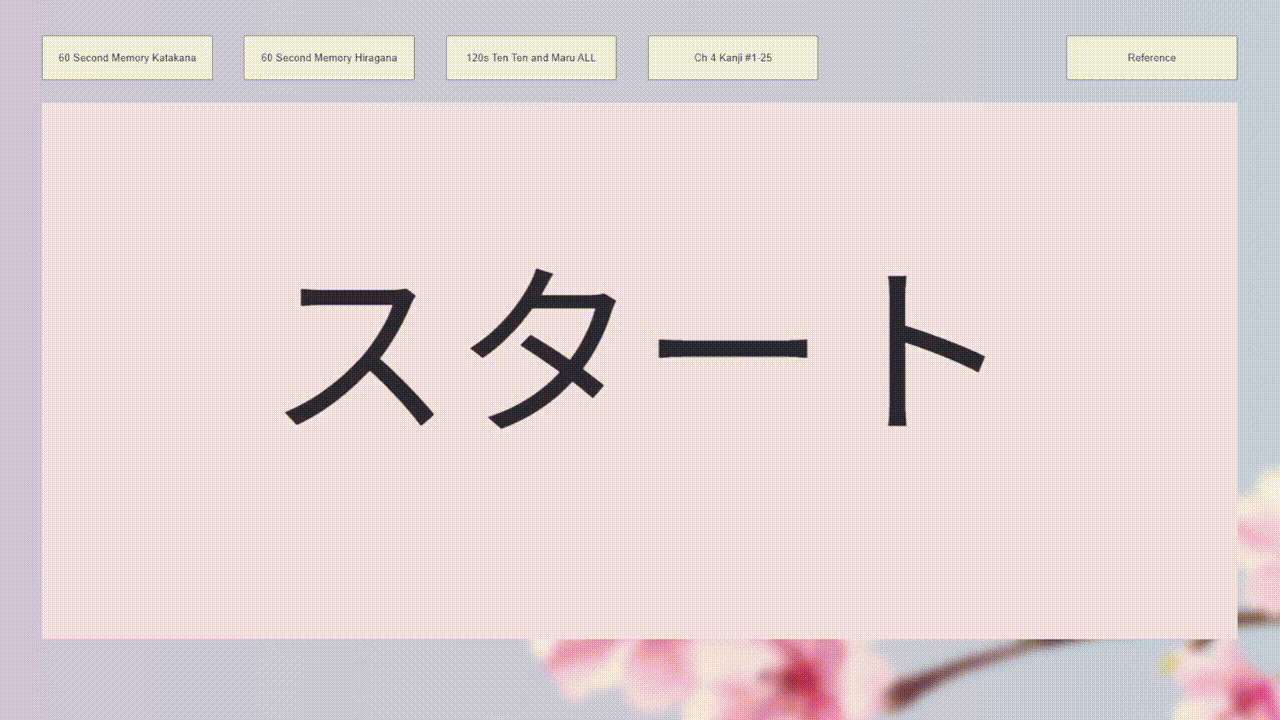 60 Second Memory Katakana
60 Second Memory Hiragana
120s Ten Ten and Maru ALL
Ch 4 Kanji #1-25
Reference
スタート